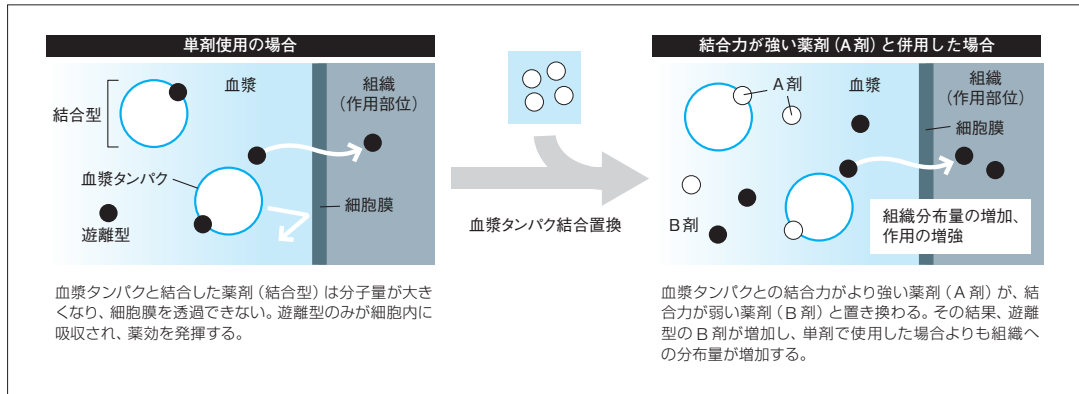 単剤使用の場合
結合型
血漿
組織
(作用部位)
血漿タンパク
遊離型
細胞膜
血漿タンパクと結合した薬剤(結合型)は分子量が大き
くなり、細胞膜を透過できない。遊離型のみが細胞内に
吸収され、薬効を発揮する。
血漿タンパク結合置換
結合力が強い薬剤(A剤)と併用した場合
A剤
血漿
組織
(作用部位)
細胞膜
B剤
組織分布量の増加、
作用の増強
血漿タンパクとの結合力がより強い薬剤(A剤)が、結
合力が弱い薬剤(B剤)と置き換わる。その結果、遊離
型のB剤が増加し、単剤で使用した場合よりも組織へ
の分布量が増加する。